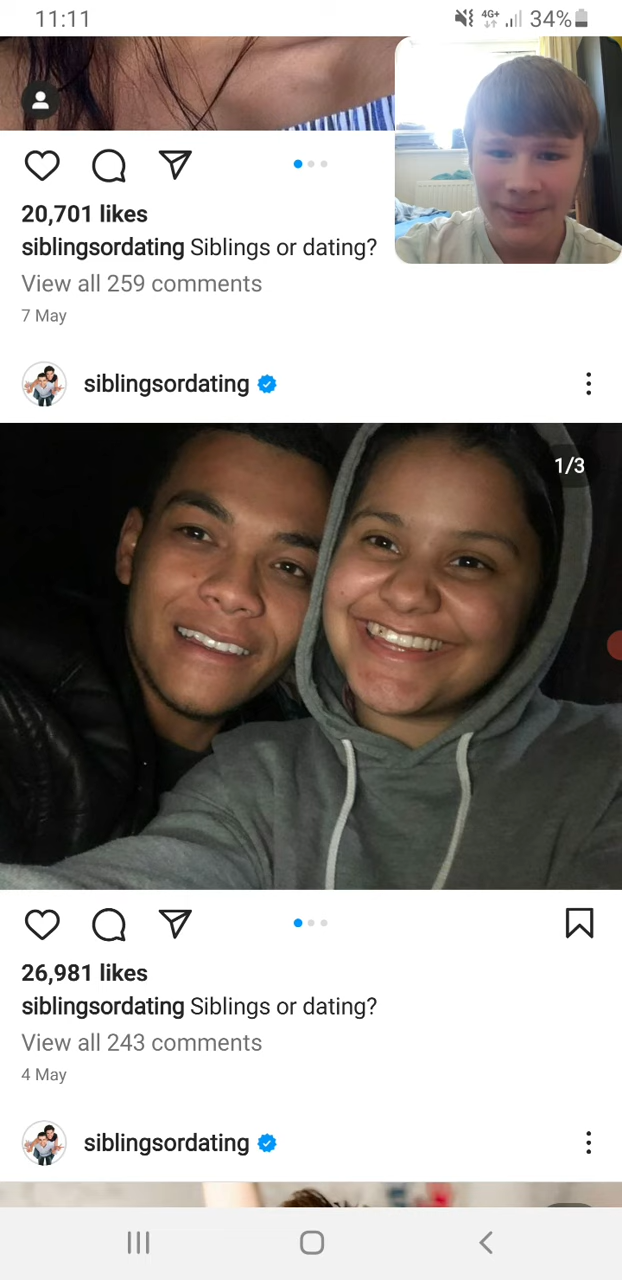 11:11 4G+ 34%
20,701 likes
siblingsordating Siblings or dating?
View all 259 comments
7 May
siblingsordating
1/3
26,981 likes
siblingsordating Siblings or dating?
View all 243 comments
4 May
siblingsordating